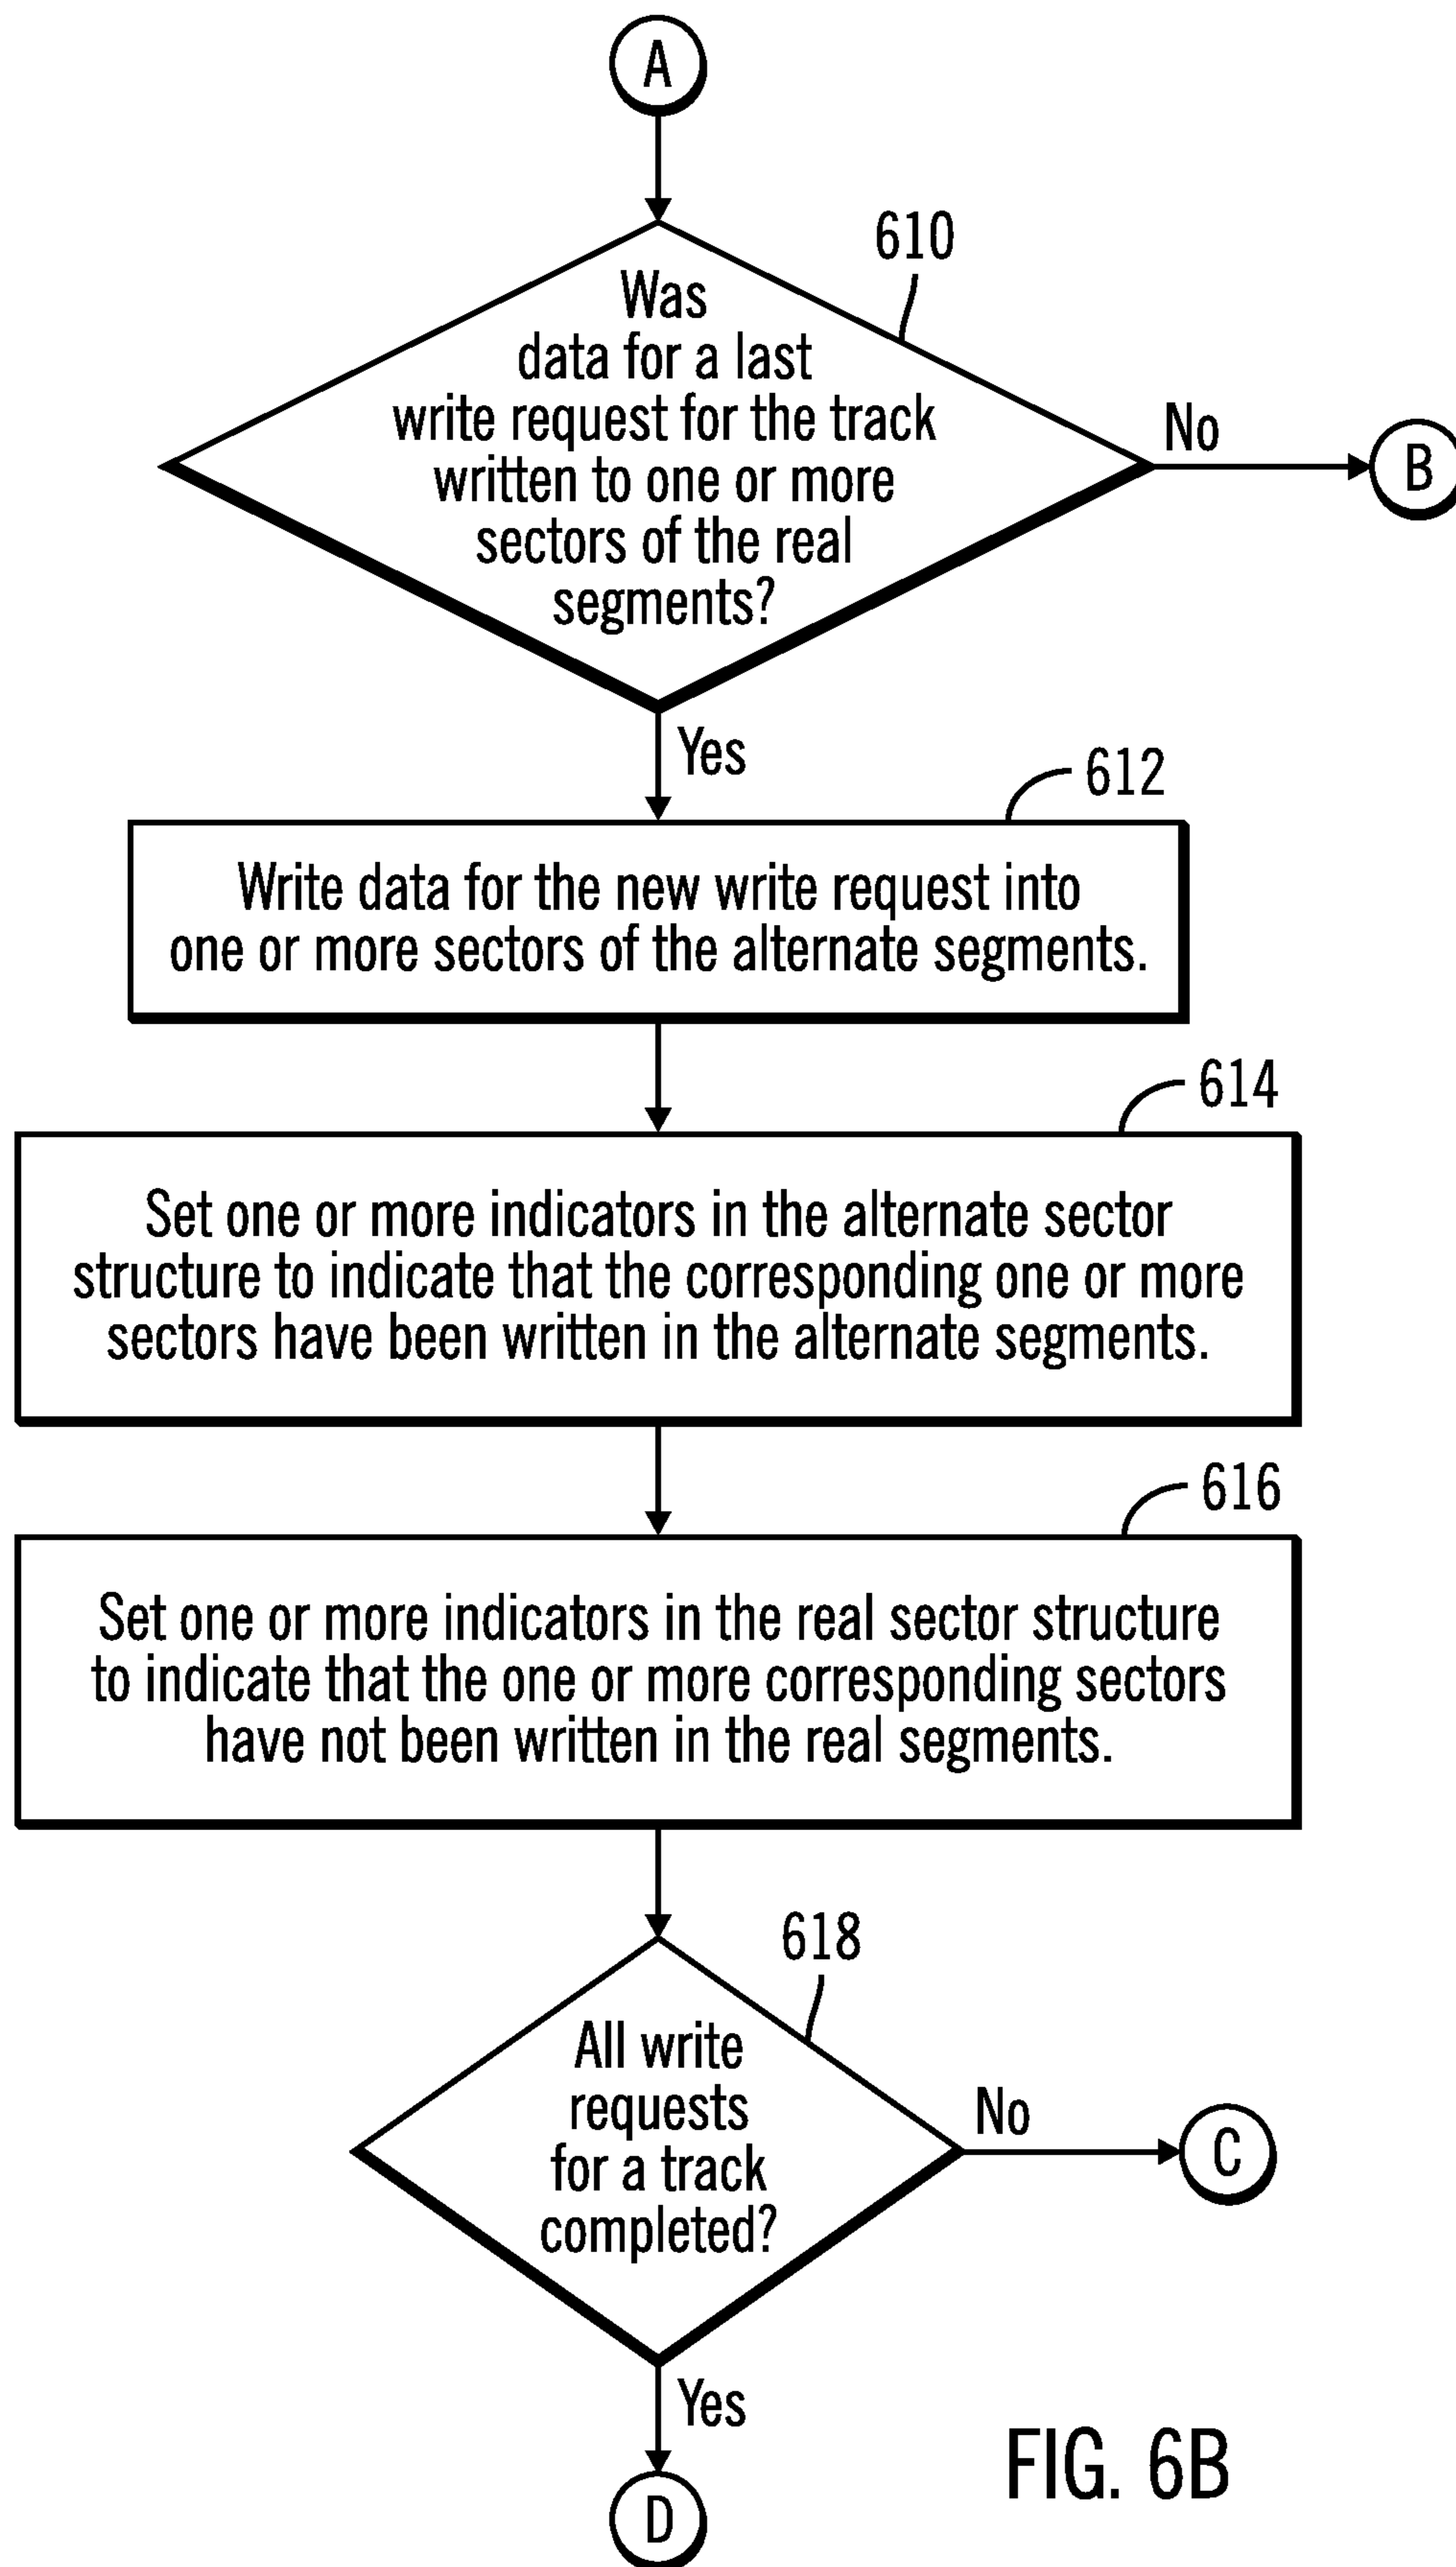 A
610
Was
data for a last
write request for the track
written to one or more
sectors of the real
segments?
No
B
Yes
612
Write data for the new write request into
one or more sectors of the alternate segments.
614
Set one or more indicators in the alternate sector
structure to indicate that the corresponding one or more
sectors have been written in the alternate segments.
616
Set one or more indicators in the real sector structure
to indicate that the one or more corresponding sectors
have not been written in the real segments.
618
All write
requests
for a track
completed?
No
C
Yes
D
FIG. 6B